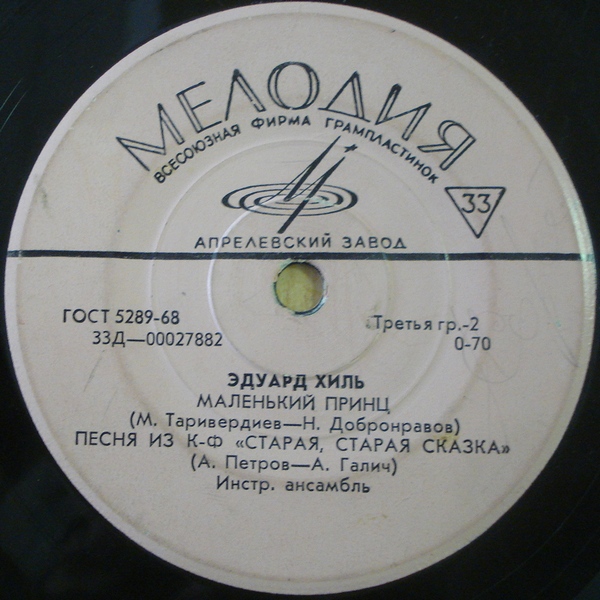 МЕЛОДИЯ
ВСЕСОЮЗНАЯ ФИРМА ГРАМПЛАСТИНОК
33
АПРЕЛЕВСКИЙ ЗАВОД
ГОСТ 5289-68
Третья гр.-2
33Д—00027882
0-70
ЭДУАРД ХИЛЬ
МАЛЕНЬКИЙ ПРИНЦ
(М. Таривердиев—Н. Добронравов)
ПЕСНЯ ИЗ К-Ф «СТАРАЯ, СТАРАЯ СКАЗКА»
(А. Петров—А. Галич)
Инстр. ансамбль